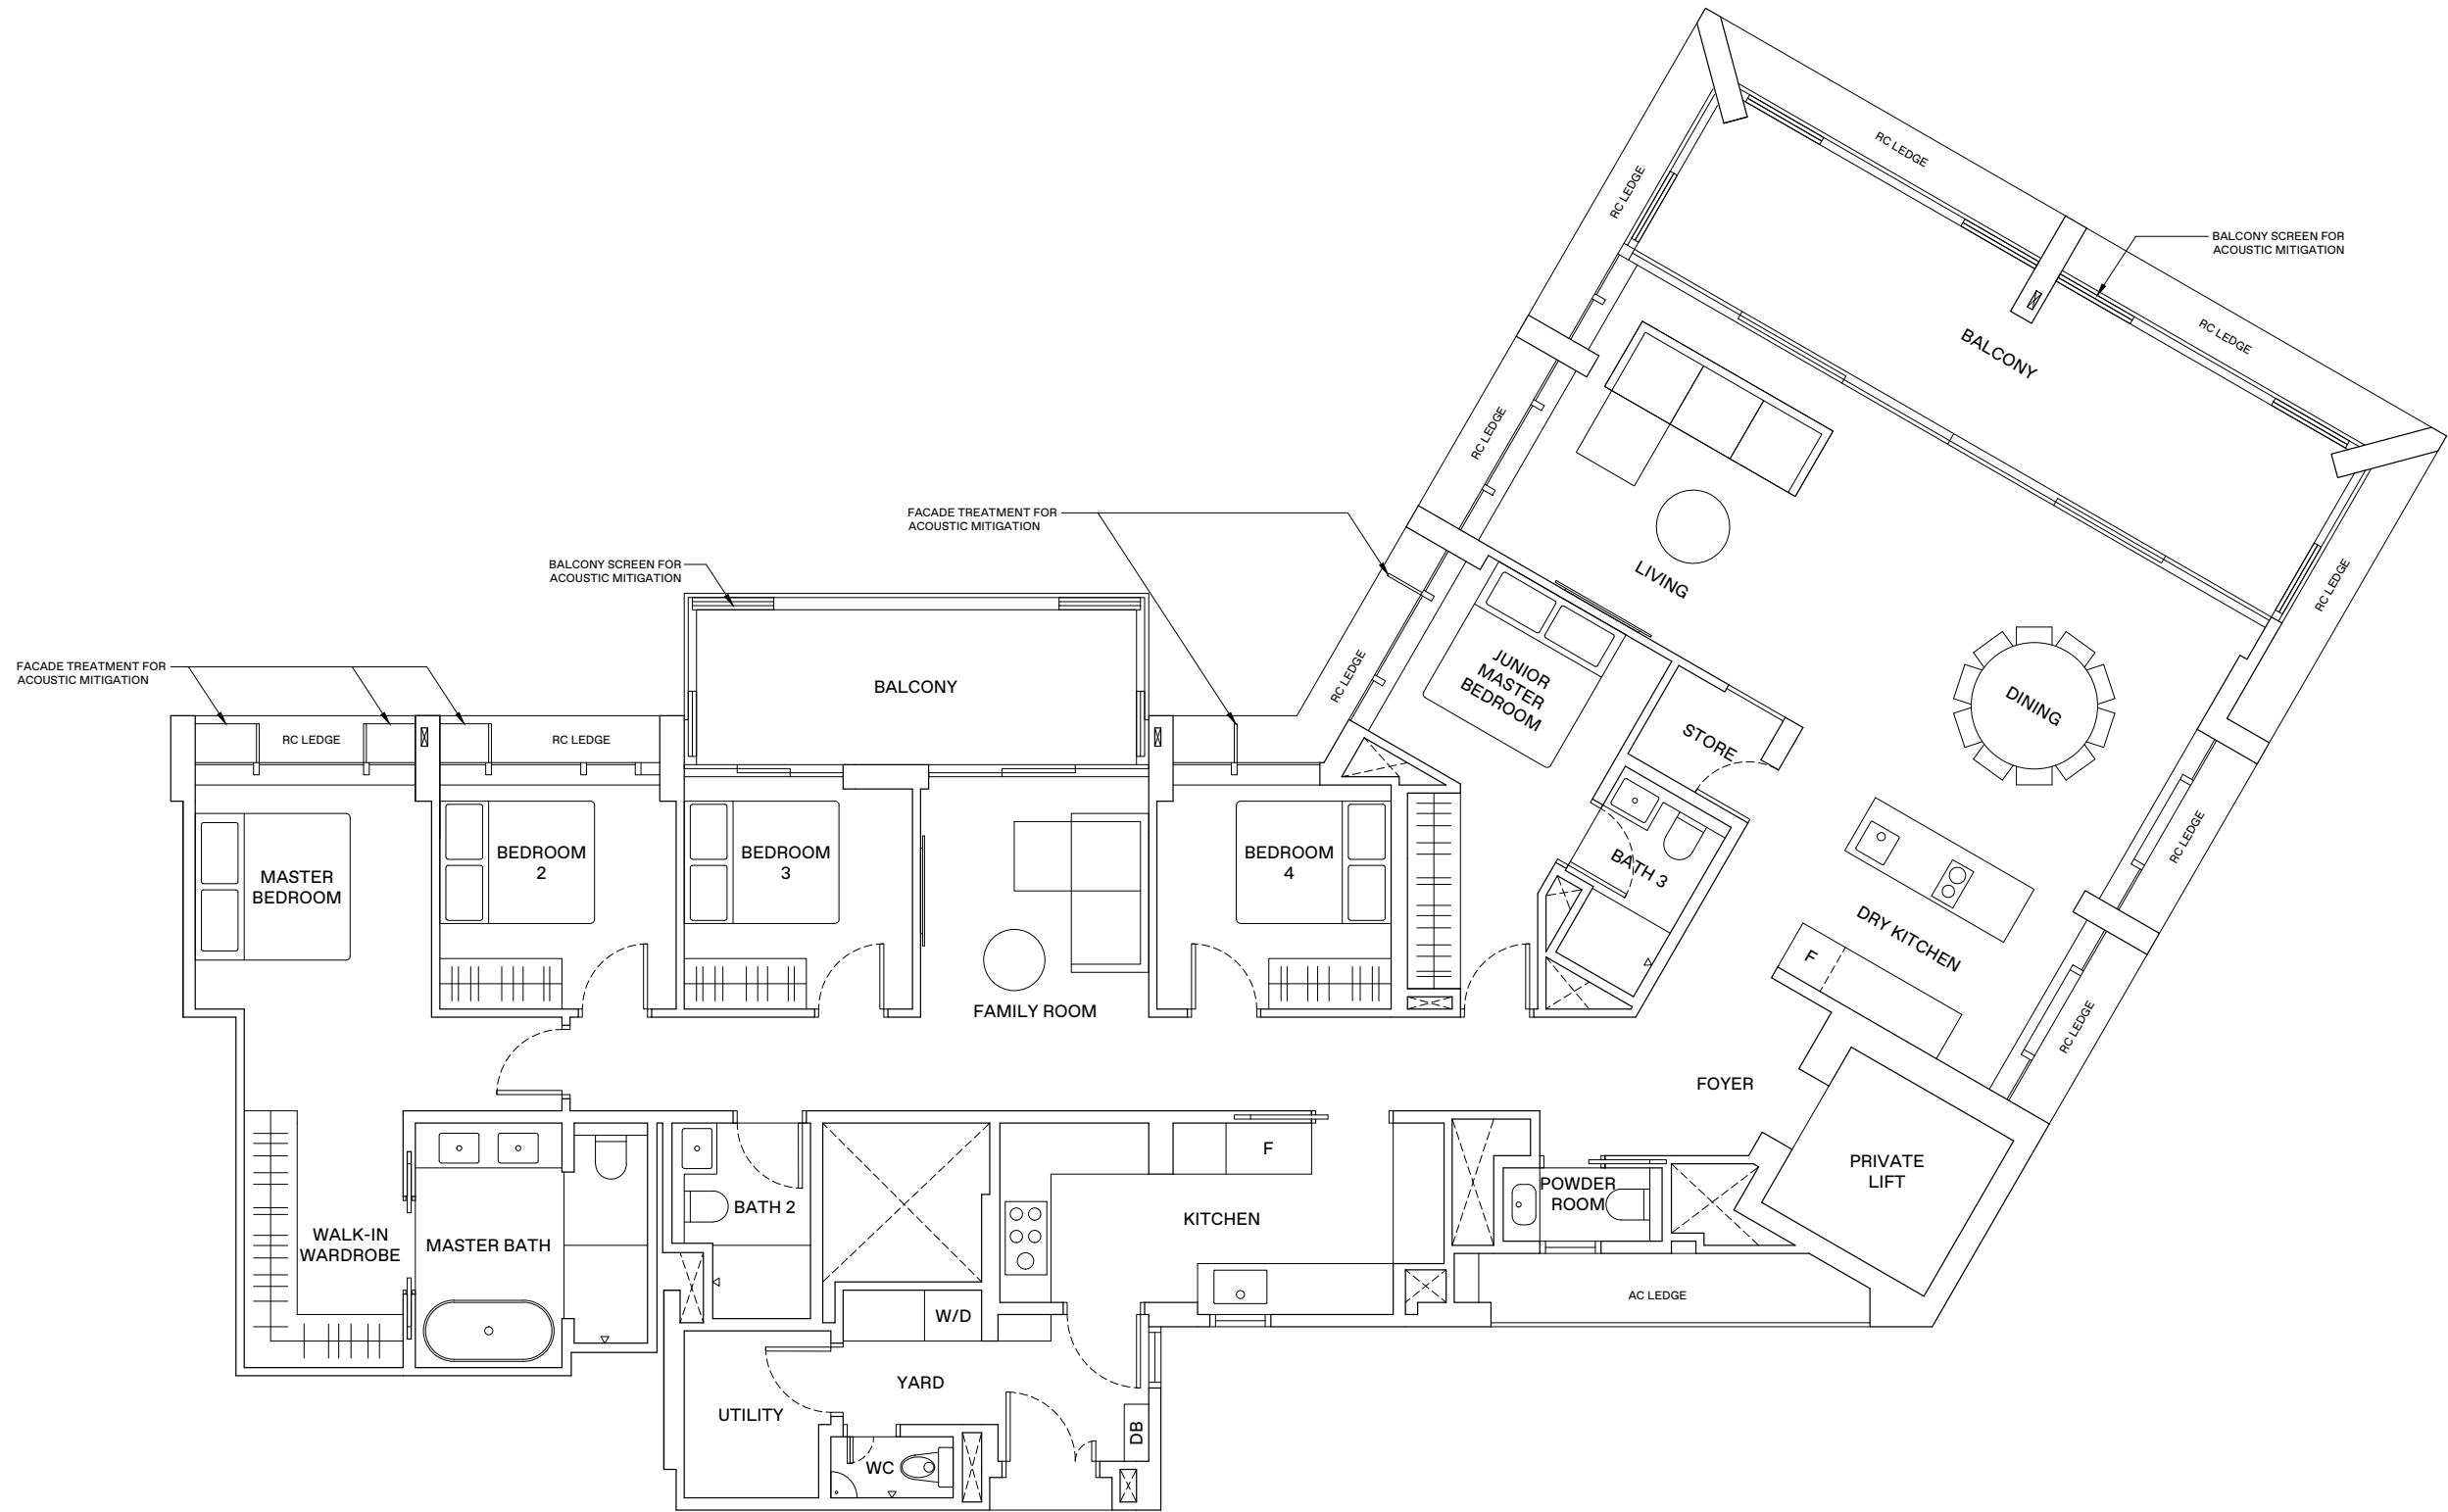 RC LEDGE
RC LEDGE
BALCONY SCREEN FOR
ACOUSTIC MITIGATION
RC LEDGE
BALCONY
RC LEDGE
FACADE TREATMENT FOR
ACOUSTIC MITIGATION
BALCONY SCREEN FOR
ACOUSTIC MITIGATION
LIVING
RC LEDGE
FACADE TREATMENT FOR
ACOUSTIC MITIGATION
BALCONY
RC LEDGE
JUNIOR
MASTER
BEDROOM
DINING
RC LEDGE
RC LEDGE
STORE
RC LEDGE
MASTER
BEDROOM
BEDROOM
2
BEDROOM
3
BEDROOM
4
BATH 3
DRY KITCHEN
F
FAMILY ROOM
RC LEDGE
FOYER
F
PRIVATE
LIFT
POWDER
ROOM
BATH 2
KITCHEN
WALK-IN
WARDROBE
MASTER BATH
AC LEDGE
W/D
YARD
UTILITY
DB
WC